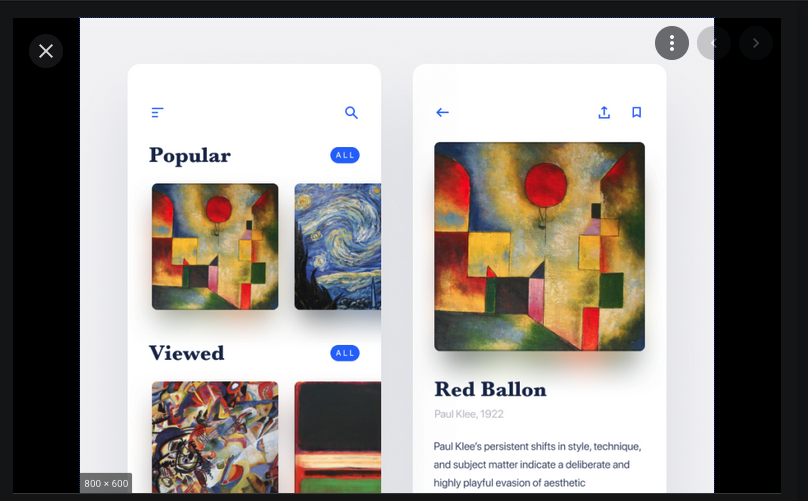 Popular
ALL
Viewed
ALL
Red Ballon
Paul Klee, 1922
Paul Klee's persistent shifts in style, technique,
and subject matter indicate a deliberate and
highly playful evasion of aesthetic
800 × 600